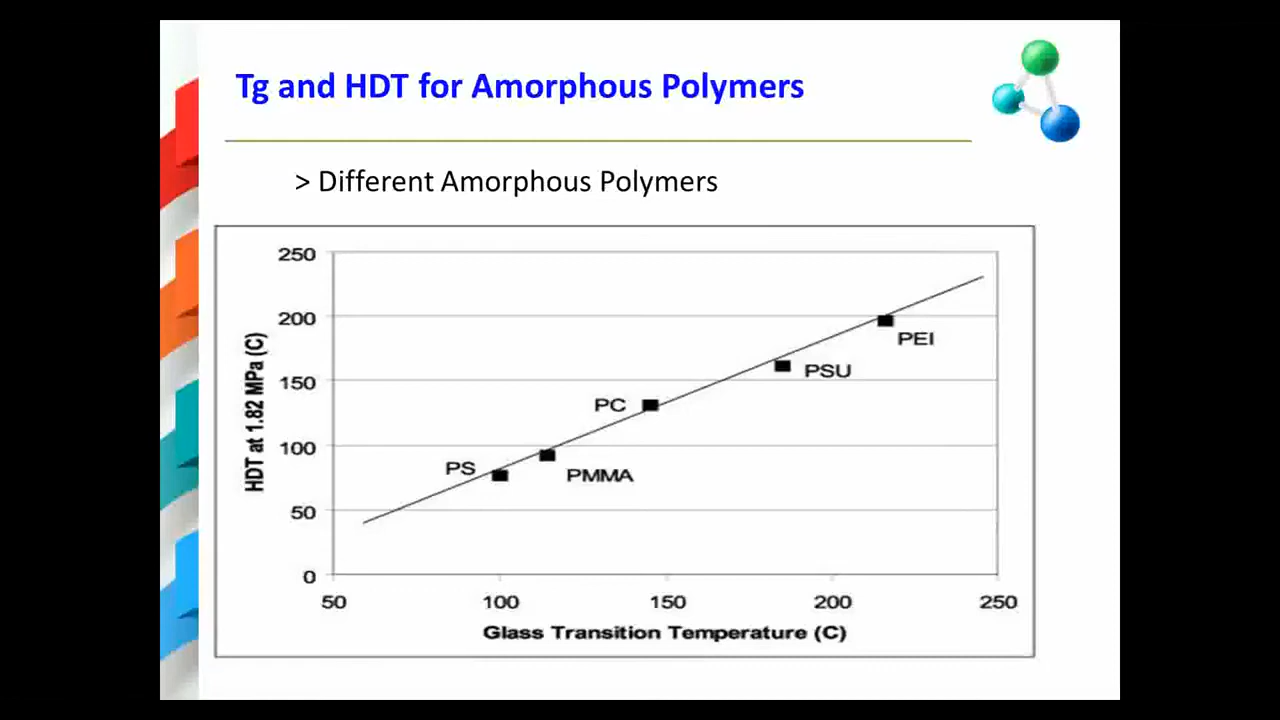 Tg and HDT for Amorphous Polymers
> Different Amorphous Polymers
250
200
150
100
50
0
HDT at 1.82 MPa (C)
PEI
PSU
PC
PS
PMMA
50 100 150 200 250
Glass Transition Temperature (C)